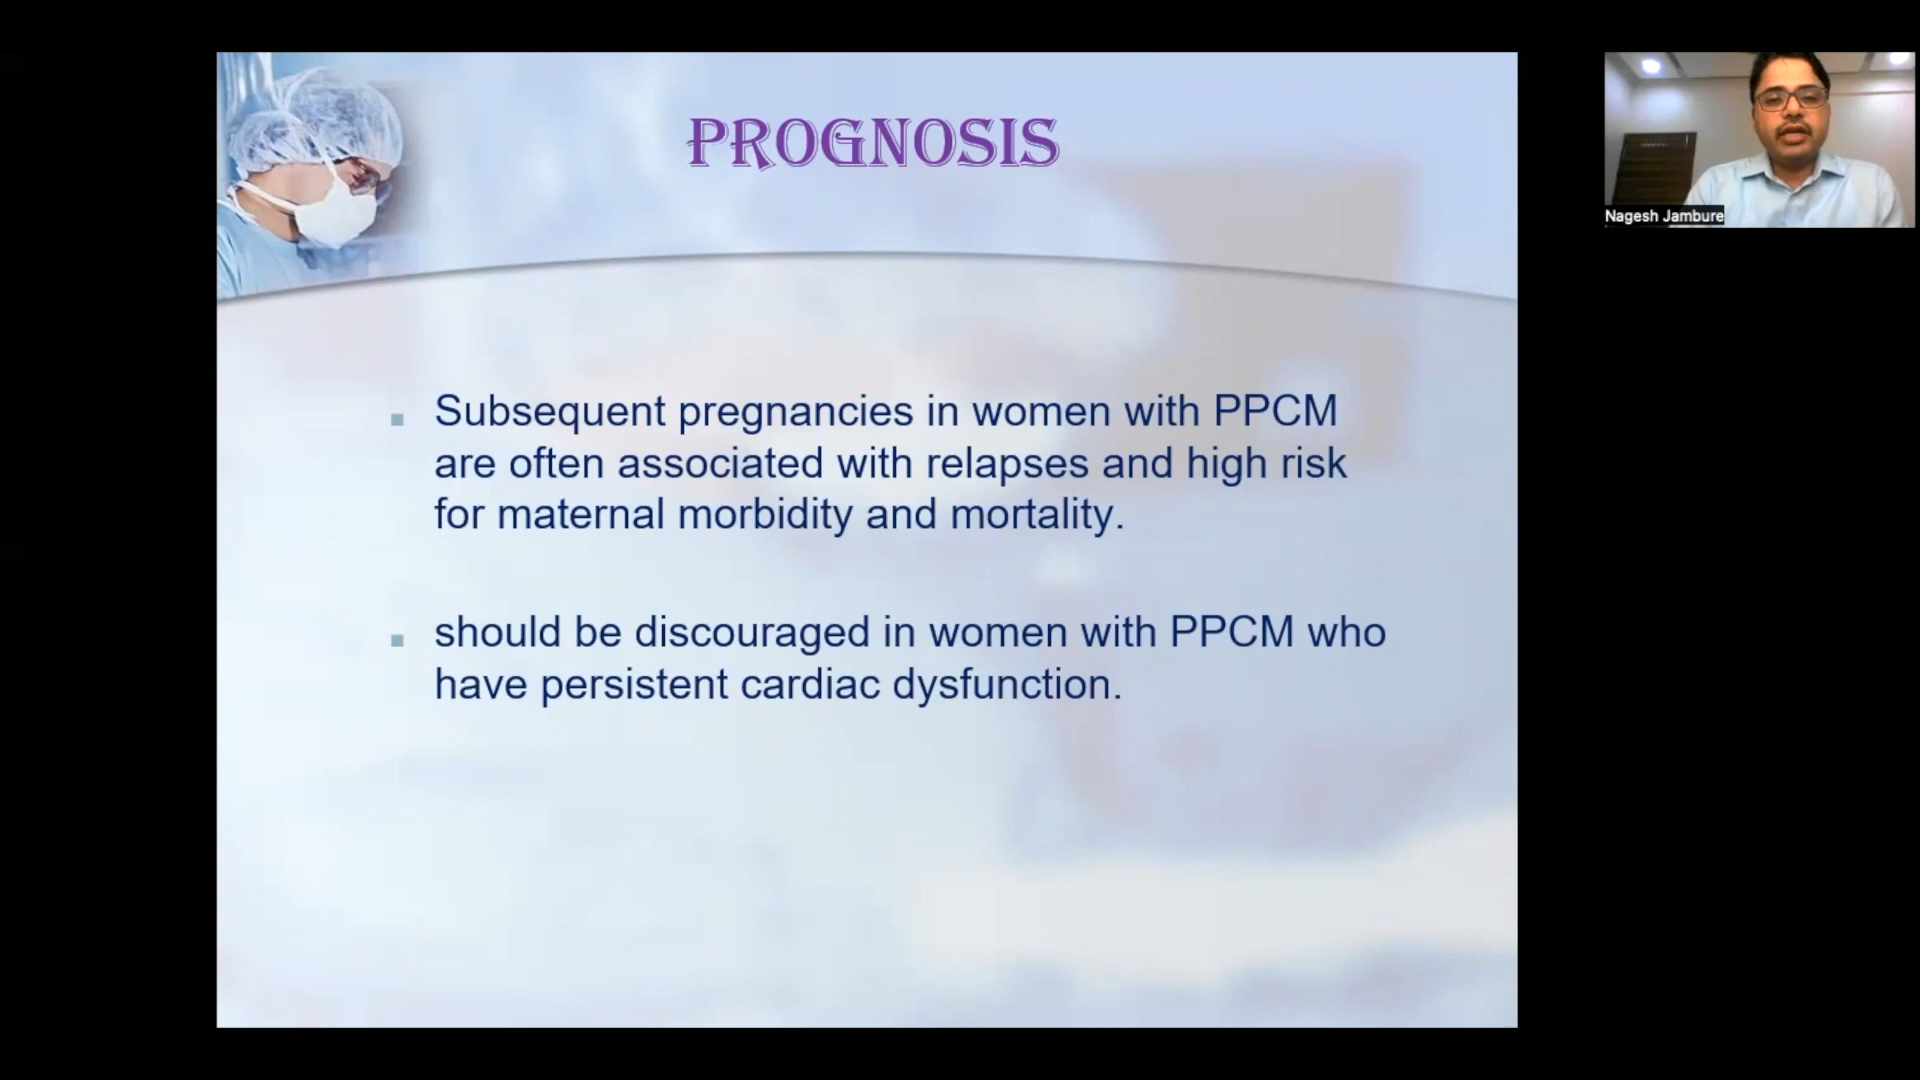 PROGNOSIS
Nagesh Jambure
Subsequent pregnancies in women with PPCM
are often associated with relapses and high risk
for maternal morbidity and mortality.
should be discouraged in women with PPCM who
have persistent cardiac dysfunction.